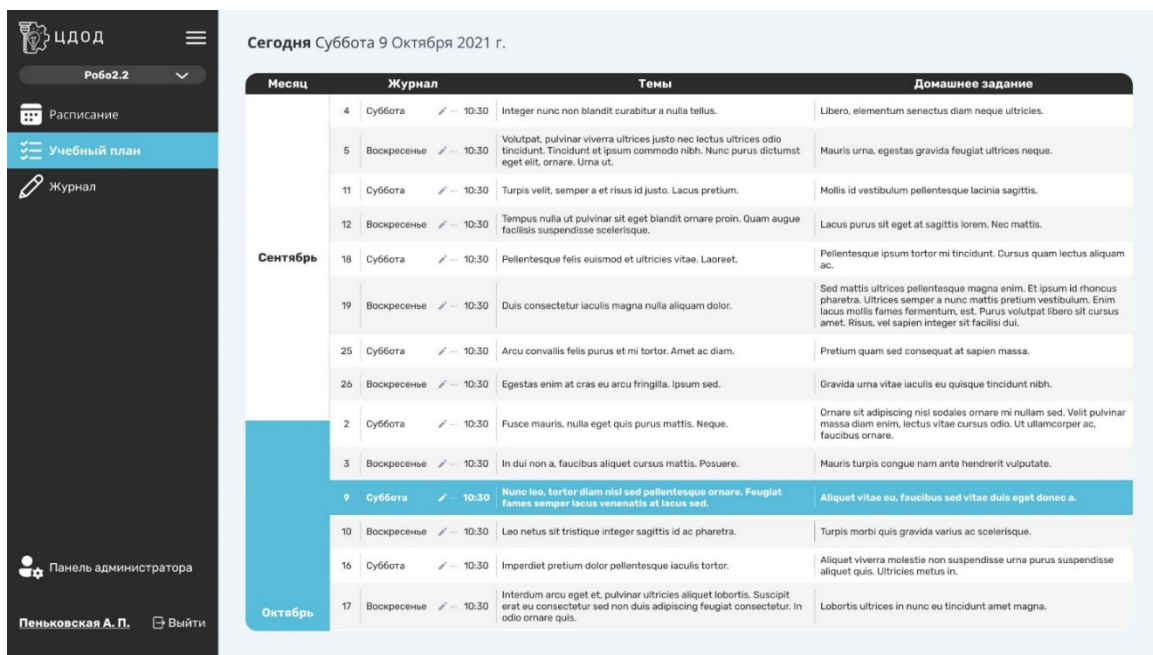 ЦДОД
Робо2.2
Расписание
Учебный план
Журнал
Панель администратора
Пеньковская А. П.
Выйти
Сегодня Суббота 9 Октября 2021 г.
Месяц Журнал Темы Домашнее задание
Сентябрь
4 Суббота 10:30 Integer nunc non blandit curabitur a nulla tellus. Libero, elementum senectus diam neque ultricies.
5 Воскресенье 10:30
Volutpat, pulvinar viverra ultrices justo nec lectus ultrices odio
tincidunt. Tincidunt et ipsum commodo nibh. Nunc purus dictumst
eget elit, ornare. Urna ut.
Mauris urna, egestas gravida feugiat ultrices neque.
11 Суббота 10:30 Turpis velit, semper a et risus id justo. Lacus pretium. Mollis id vestibulum pellentesque lacinia sagittis.
12 Воскресенье 10:30
Tempus nulla ut pulvinar sit eget blandit ornare proin. Quam augue
facilisis suspendisse scelerisque.
Lacus purus sit eget at sagittis lorem. Nec mattis.
18 Суббота 10:30 Pellentesque felis euismod et ultricies vitae. Laoreet.
Pellentesque ipsum tortor mi tincidunt. Cursus quam lectus aliquam
ac.
19 Воскресенье 10:30 Duis consectetur iaculis magna nulla aliquam dolor.
Sed mattis ultrices pellentesque magna enim. Et ipsum id rhoncus
pharetra. Ultrices semper a nunc mattis pretium vestibulum. Enim
lacus mollis fames fermentum, est. Purus volutpat libero sit cursus
amet. Risus, vel sapien integer sit facilisi dui.
25 Суббота 10:30 Arcu convallis felis purus et mi tortor. Amet ac diam. Pretium quam sed consequat at sapien massa.
26 Воскресенье 10:30 Egestas enim at cras eu arcu fringilla. Ipsum sed. Gravida urna vitae iaculis eu quisque tincidunt nibh.
Октябрь
2 Суббота 10:30 Fusce mauris, nulla eget quis purus mattis. Neque.
Ornare sit adipiscing nisl sodales ornare mi nullam sed. Velit pulvinar
massa diam enim, lectus vitae cursus odio. Ut ullamcorper ac,
faucibus ornare.
3 Воскресенье 10:30 In dui non a, faucibus aliquet cursus mattis. Posuere. Mauris turpis congue nam ante hendrerit vulputate.
9 Суббота 10:30
Nunc leo, tortor diam nisl sed pellentesque ornare. Feugiat
fames semper lacus venenatis at lacus sed.
Aliquet vitae eu, faucibus sed vitae duis eget donec a.
10 Воскресенье 10:30 Leo netus sit tristique integer sagittis id ac pharetra. Turpis morbi quis gravida varius ac scelerisque.
16 Суббота 10:30 Imperdiet pretium dolor pellentesque iaculis tortor.
Aliquet viverra molestie non suspendisse urna purus suspendisse
aliquet quis. Ultricies metus in.
17 Воскресенье 10:30
Interdum arcu eget et, pulvinar ultricies aliquet lobortis. Suscipit
erat eu consectetur sed non duis adipiscing feugiat consectetur. In
odio ornare quis.
Lobortis ultrices in nunc eu tincidunt amet magna.